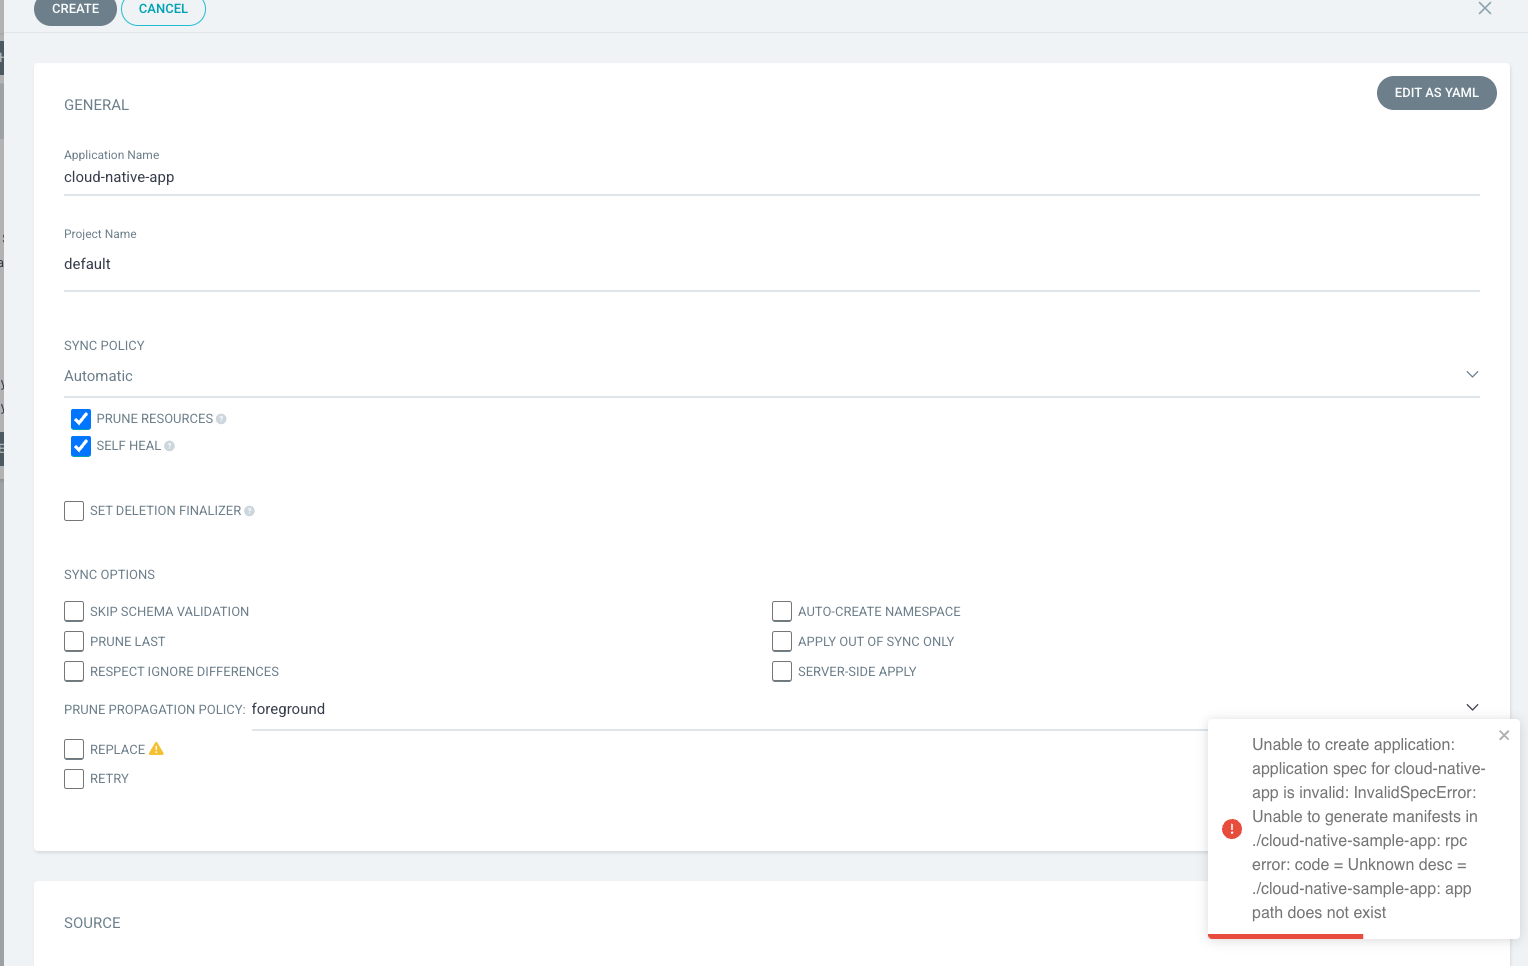 CREATE
CANCEL
EDIT AS YAML
GENERAL
Application Name
cloud-native-app
Project Name
default
SYNC POLICY
Automatic
PRUNE RESOURCES
SELF HEAL
SET DELETION FINALIZER
SYNC OPTIONS
SKIP SCHEMA VALIDATION
AUTO-CREATE NAMESPACE
PRUNE LAST
APPLY OUT OF SYNC ONLY
RESPECT IGNORE DIFFERENCES
SERVER-SIDE APPLY
PRUNE PROPAGATION POLICY: foreground
REPLACE
RETRY
Unable to create application:
application spec for cloud-native-
app is invalid: InvalidSpecError:
Unable to generate manifests in
./cloud-native-sample-app: rpc
error: code = Unknown desc =
./cloud-native-sample-app: app
path does not exist
SOURCE